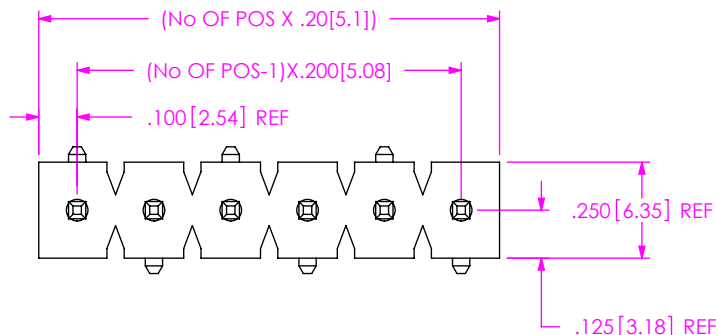 (No OF POS X .20[5.1])
(No OF POS-1)X.200[5.08]
.100[2.54] REF
.250[6.35] REF
.125[3.18] REF